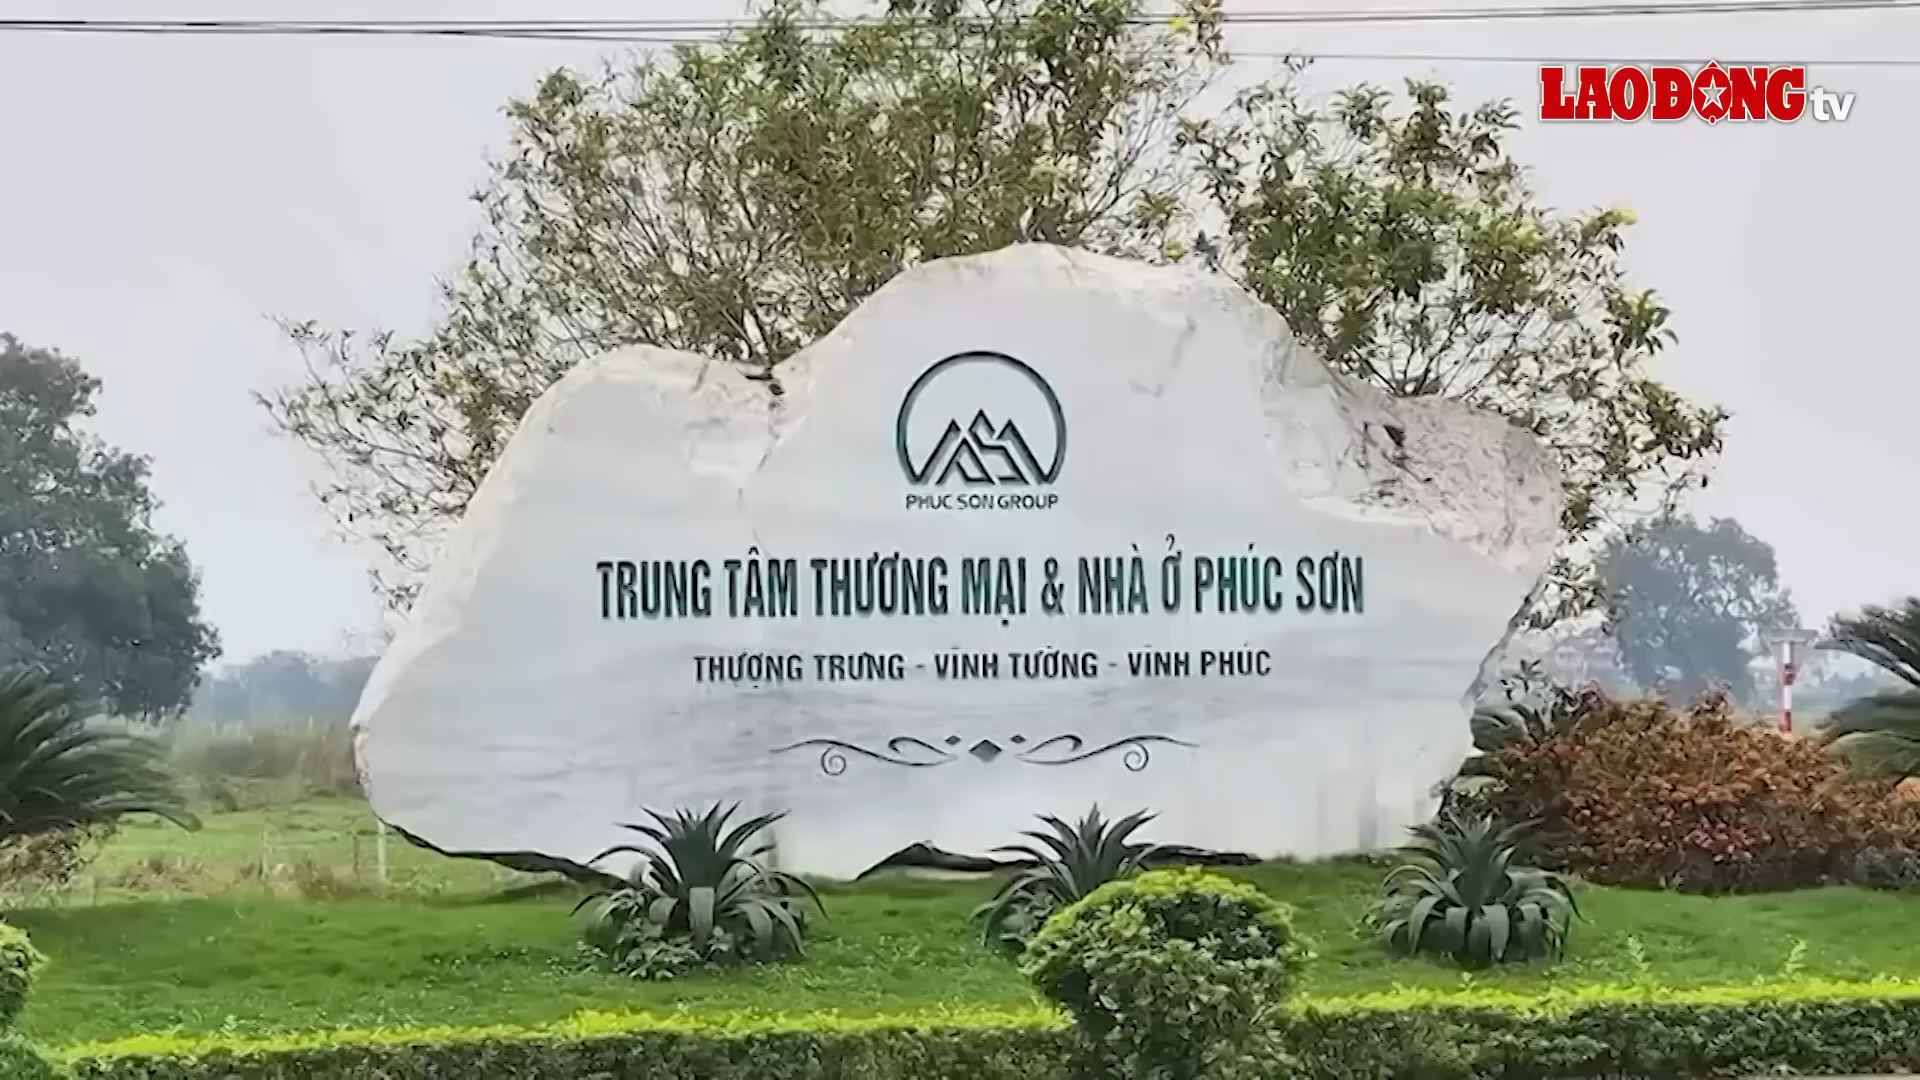 LAO ĐỘNG tv
PHUC SON GROUP
TRUNG TÂM THƯƠNG MẠI & NHÀ Ở PHÚC SƠN
THƯỢNG TRƯNG - VĨNH TƯỜNG - VĨNH PHÚC